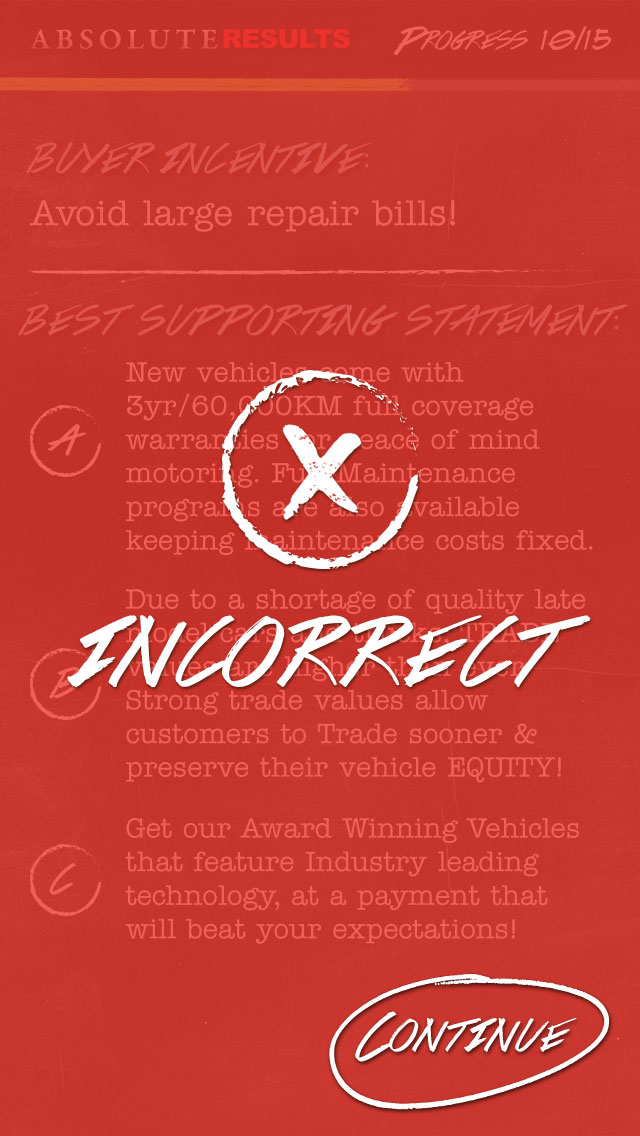 ABSOLUTERESULTS PROGRESS 10/15
BUYER INCENTIVE:
Avoid large repair bills!
BEST SUPPORTING STATEMENT:
New vehicles come with
3yr/60,000KM full coverage
A warranties for peace of mind
motoring. Full Maintenance
programs are also available
keeping maintenance costs fixed.
X
Due to a shortage of quality late
model cars and trucks, TRADE
INCORRECT
B values are higher than ever!
Strong trade values allow
customers to Trade sooner &
preserve their vehicle EQUITY!
Get our Award Winning Vehicles
C that feature Industry leading
technology, at a payment that
will beat your expectations!
CONTINUE